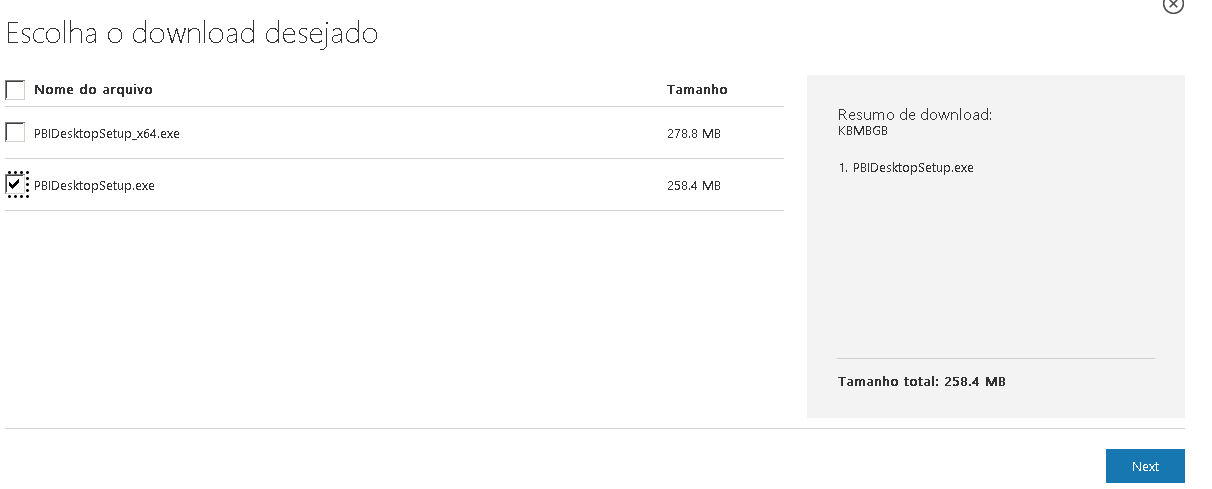 Escolha o download desejado
Nome do arquivo Tamanho
PBIDesktopSetup_x64.exe 278.8 MB
PBIDesktopSetup.exe 258.4 MB
Resumo de download:
KBMBGB
1. PBIDesktopSetup.exe
Tamanho total: 258.4 MB
Next